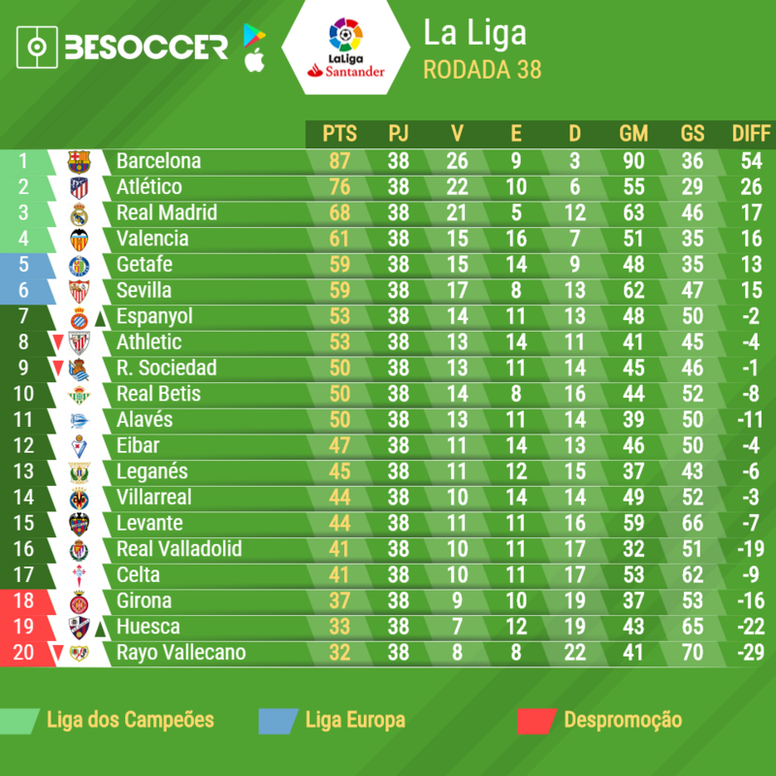 BESOCCER
LaLiga
Santander
La Liga
RODADA 38
PTS PJ V E D GM GS DIFF
1 Barcelona 87 38 26 9 3 90 36 54
2 Atlético 76 38 22 10 6 55 29 26
3 Real Madrid 68 38 21 5 12 63 46 17
4 Valencia 61 38 15 16 7 51 35 16
5 Getafe 59 38 15 14 9 48 35 13
6 Sevilla 59 38 17 8 13 62 47 15
7 Espanyol 53 38 14 11 13 48 50 -2
8 Athletic 53 38 13 14 11 41 45 -4
9 R. Sociedad 50 38 13 11 14 45 46 -1
10 Real Betis 50 38 14 8 16 44 52 -8
11 Alavés 50 38 13 11 14 39 50 -11
12 Eibar 47 38 11 14 13 46 50 -4
13 Leganés 45 38 11 12 15 37 43 -6
14 Villarreal 44 38 10 14 14 49 52 -3
15 Levante 44 38 11 11 16 59 66 -7
16 Real Valladolid 41 38 10 11 17 32 51 -19
17 Celta 41 38 10 11 17 53 62 -9
18 Girona 37 38 9 10 19 37 53 -16
19 Huesca 33 38 7 12 19 43 65 -22
20 Rayo Vallecano 32 38 8 8 22 41 70 -29
Liga dos Campeões Liga Europa Despromoção